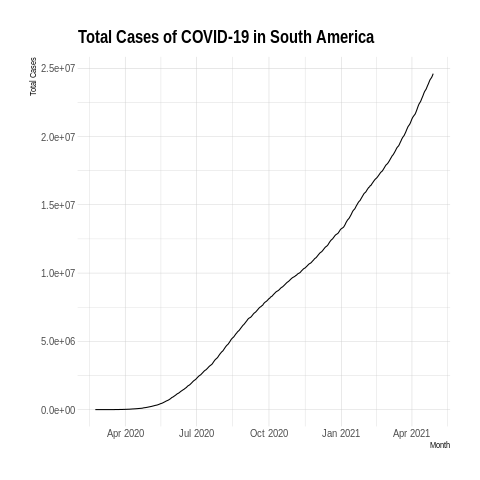 Total Cases of COVID-19 in South America
Total Cases
2.5e+07
2.0e+07
1.5e+07
1.0e+07
5.0e+06
0.0e+00
Apr 2020 Jul 2020 Oct 2020 Jan 2021 Apr 2021
Month